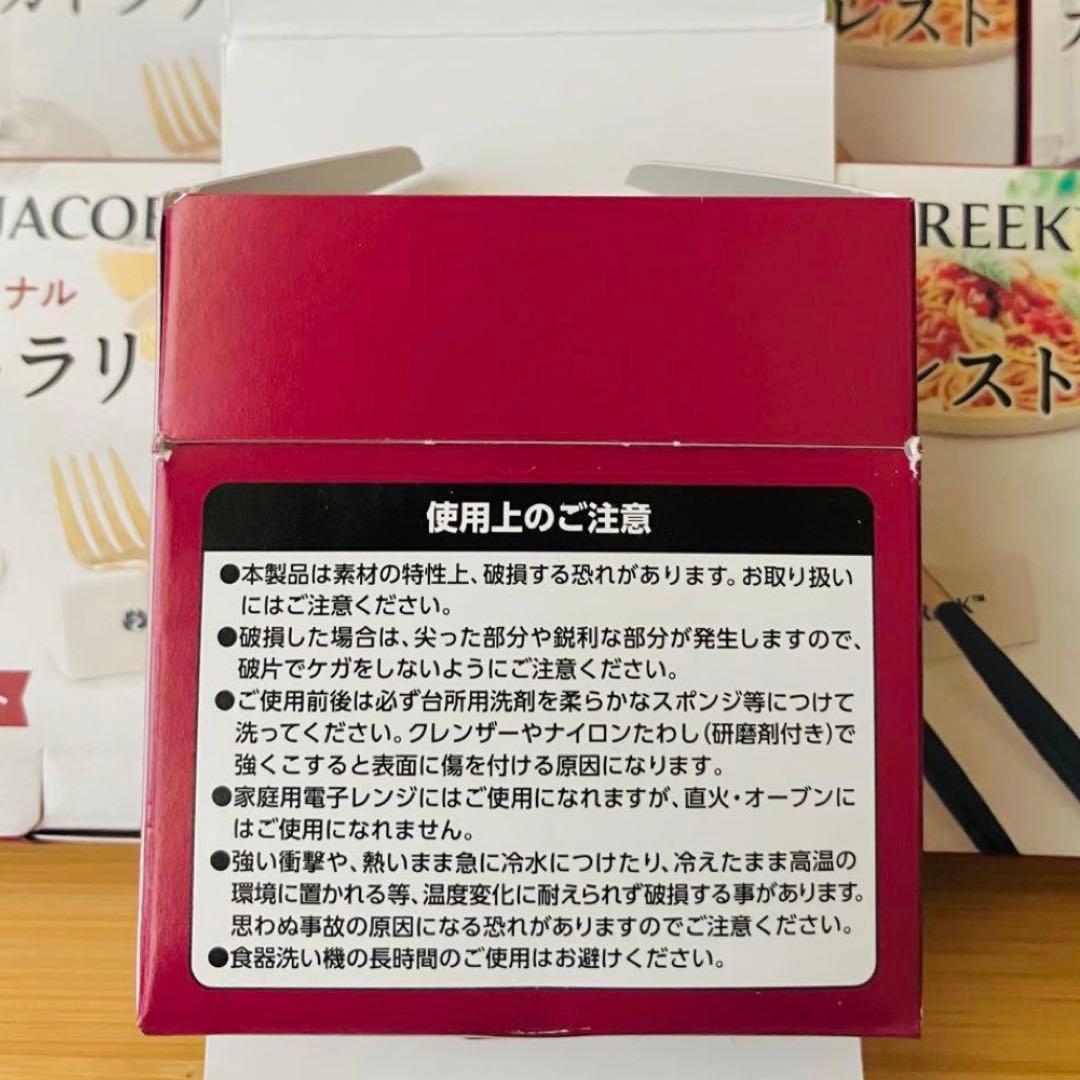 レスト
JACOB
REEK
ナル
ラリ
レスト
使用上のご注意
●本製品は素材の特性上、破損する恐れがあります。お取り扱い
にはご注意ください。
●破損した場合は、尖った部分や鋭利な部分が発生しますので、
破片でケガをしないようにご注意ください。
●ご使用前後は必ず台所用洗剤を柔らかなスポンジ等につけて
洗ってください。クレンザーやナイロンたわし(研磨剤付き)で
強くこすると表面に傷を付ける原因になります。
●家庭用電子レンジにはご使用になれますが、直火・オーブンに
はご使用になれません。
●強い衝撃や、熱いまま急に冷水につけたり、冷えたまま高温の
環境に置かれる等、温度変化に耐えられず破損する事があります。
思わぬ事故の原因になる恐れがありますのでご注意ください。
●食器洗い機の長時間のご使用はお避けください。